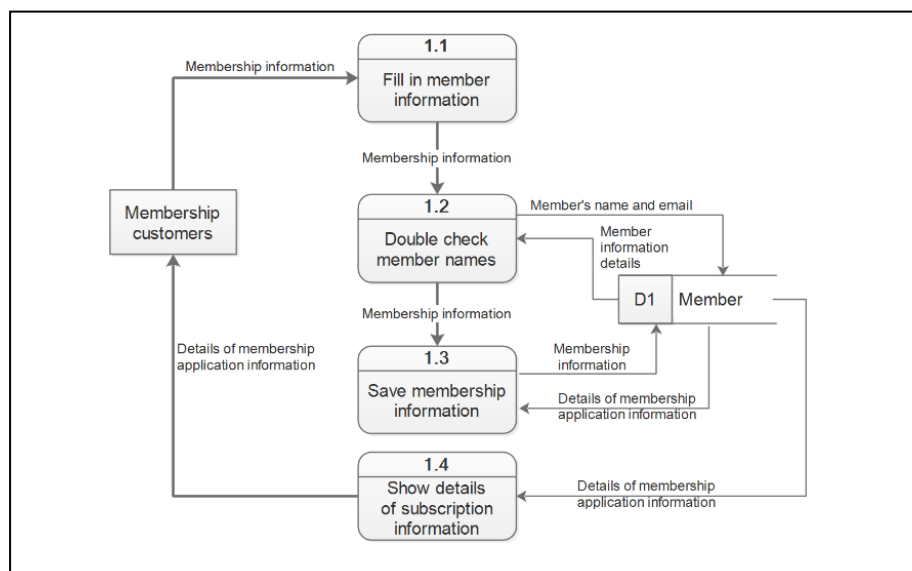 1.1
Membership information
Fill in member
information
Membership information
1.2
Member's name and email
Membership
customers
Double check
member names
Member
information
details
D1
Member
Membership information
1.3
Details of membership
application information
Membership
information
Save membership
information
Details of membership
application information
1.4
Show details
of subscription
information
Details of membership
application information